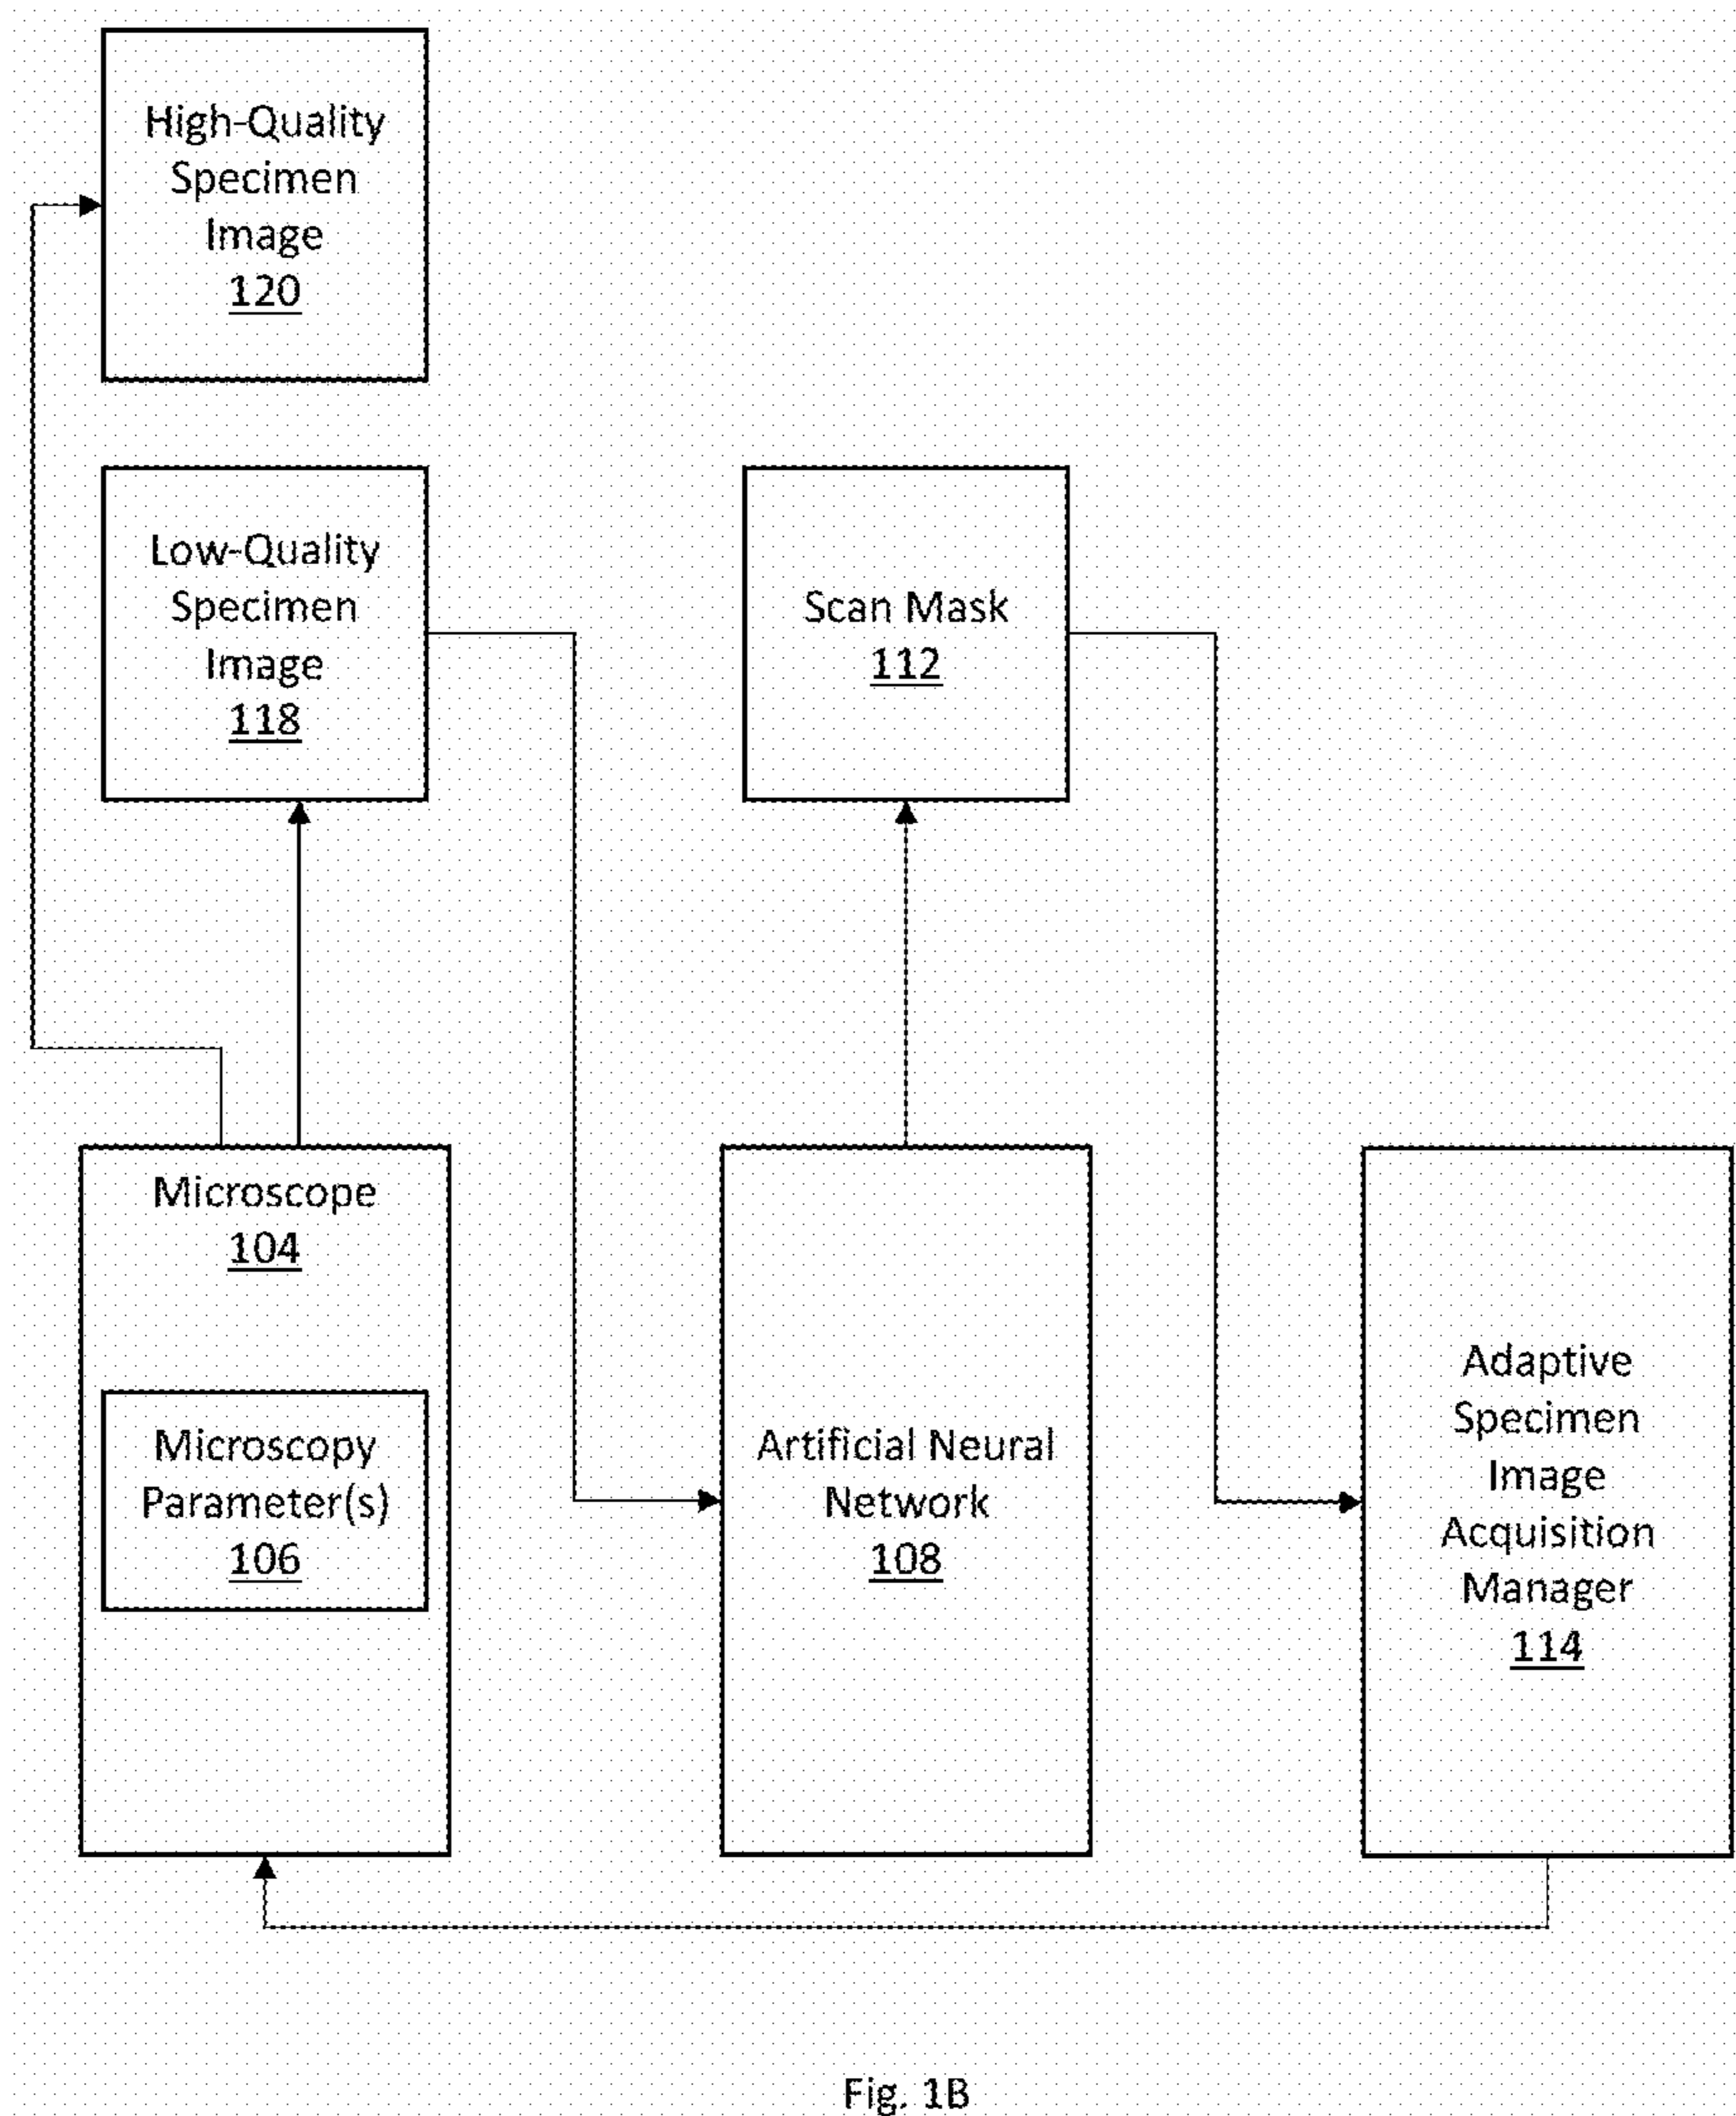 High-Quality
Specimen
Image
120
Low-Quality
Specimen
Image
118
Scan Mask
112
Microscope
104
Microscopy
Parameter(s)
106
Artificial Neural
Network
108
Adaptive
Specimen
Image
Acquisition
Manager
114
Fig. 1B